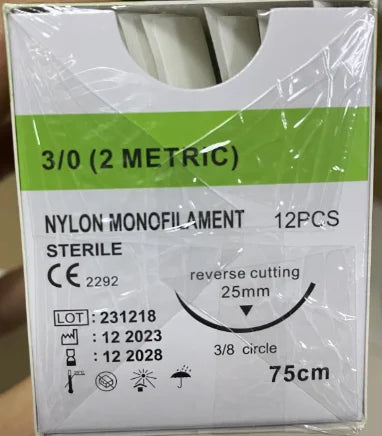 3/0 (2 METRIC)
NYLON MONOFILAMENT 12PCS
STERILE
CE 2292
reverse cutting
25mm
LOT : 231218
: 12 2023
: 12 2028
3/8 circle
75cm